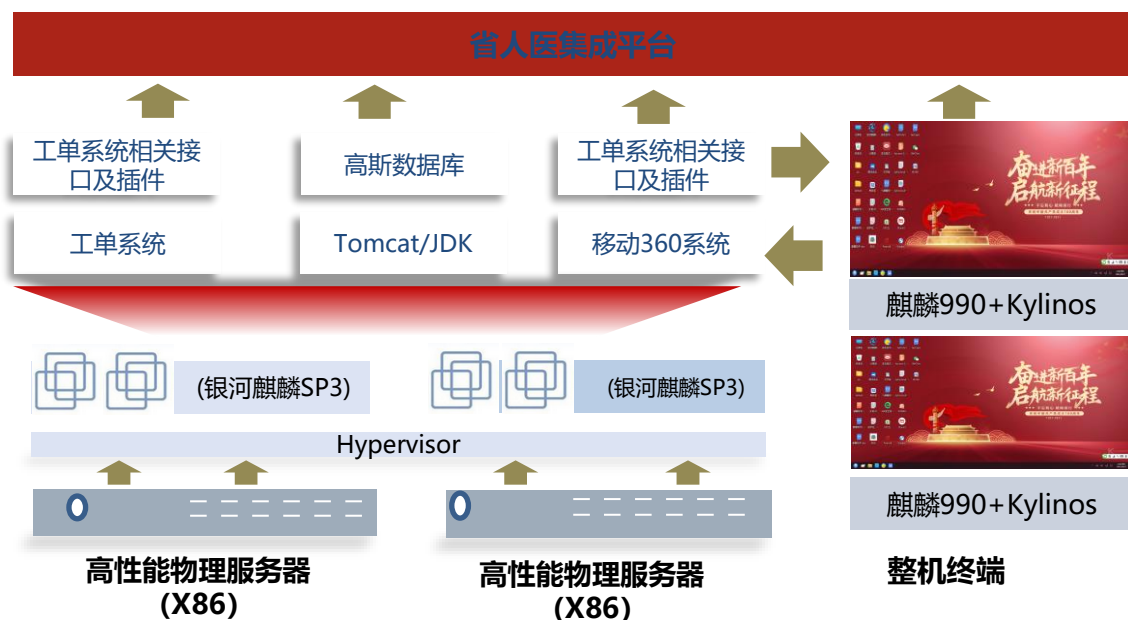 省人医集成平台
工单系统相关接
口及插件
高斯数据库
工单系统相关接
口及插件
工单系统
Tomcat/JDK
移动360系统
奋进新百年
启航新征程
麒麟990+Kylinos
(银河麒麟SP3)
(银河麒麟SP3)
奋进新百年
启航新征程
Hypervisor
麒麟990+Kylinos
高性能物理服务器
(X86)
高性能物理服务器
(X86)
整机终端